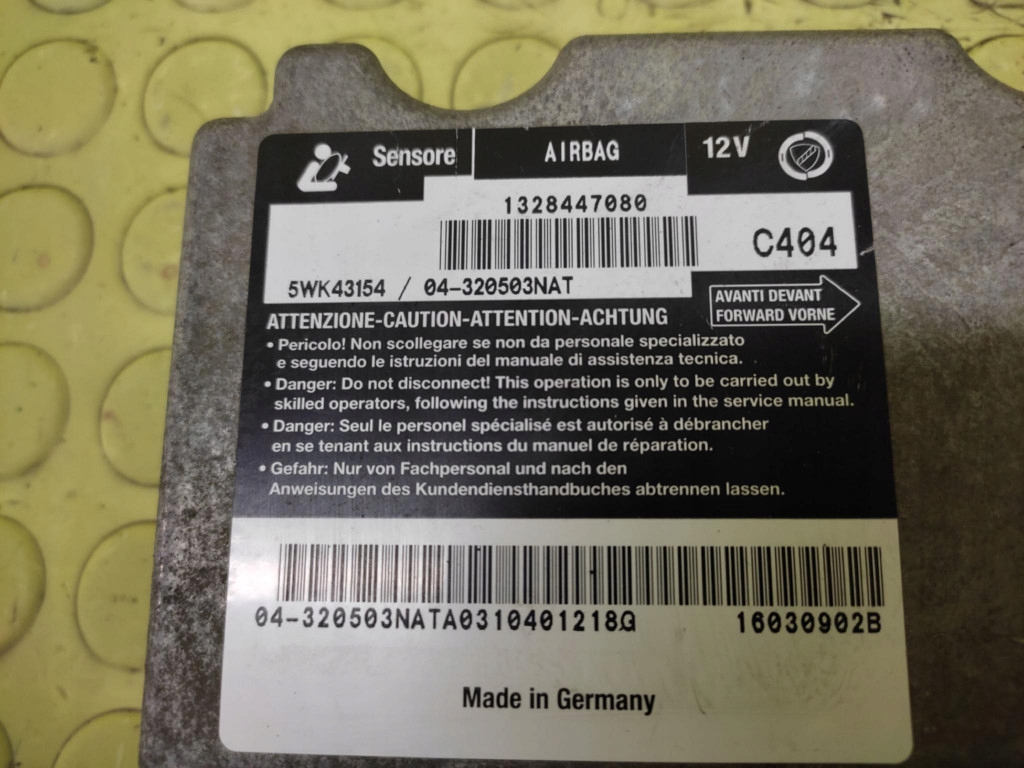 Sensore AIRBAG 12V
1328447080
C404
5WK43154 / 04-320503NAT
AVANTI DEVANT
FORWARD VORNE
ATTENZIONE-CAUTION-ATTENTION-ACHTUNG
• Pericolo! Non scollegare se non da personale specializzato
e seguendo le istruzioni del manuale di assistenza tecnica.
• Danger: Do not disconnect! This operation is only to be carried out by
skilled operators, following the instructions given in the service manual.
• Danger: Seul le personel spécialisé est autorisé à débrancher
en se tenant aux instructions du manuel de réparation.
• Gefahr: Nur von Fachpersonal und nach den
Anweisungen des Kundendiensthandbuches abtrennen lassen.
04-320503NATA0310401218Q 16030902B
Made in Germany